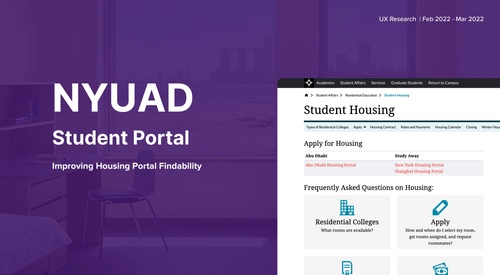 UX Research | Feb 2022 - Mar 2022
NYUAD
Student Portal
Improving Housing Portal Findability
Academics Student Affairs Services Graduate Students Return to Campus
Student Affairs > Residential Education > Student Housing
Student Housing
Types of Residential Colleges Apply Housing Contract Rates and Payments Housing Calendar Closing Winter Hous
Apply for Housing
Abu Dhabi Study Away
Abu Dhabi Housing Portal New York Housing Portal
Shanghai Housing Portal
Frequently Asked Questions on Housing:
Residential Colleges
What rooms are available?
Apply
How and when do I select my room,
get rooms assigned, and request
roommates?